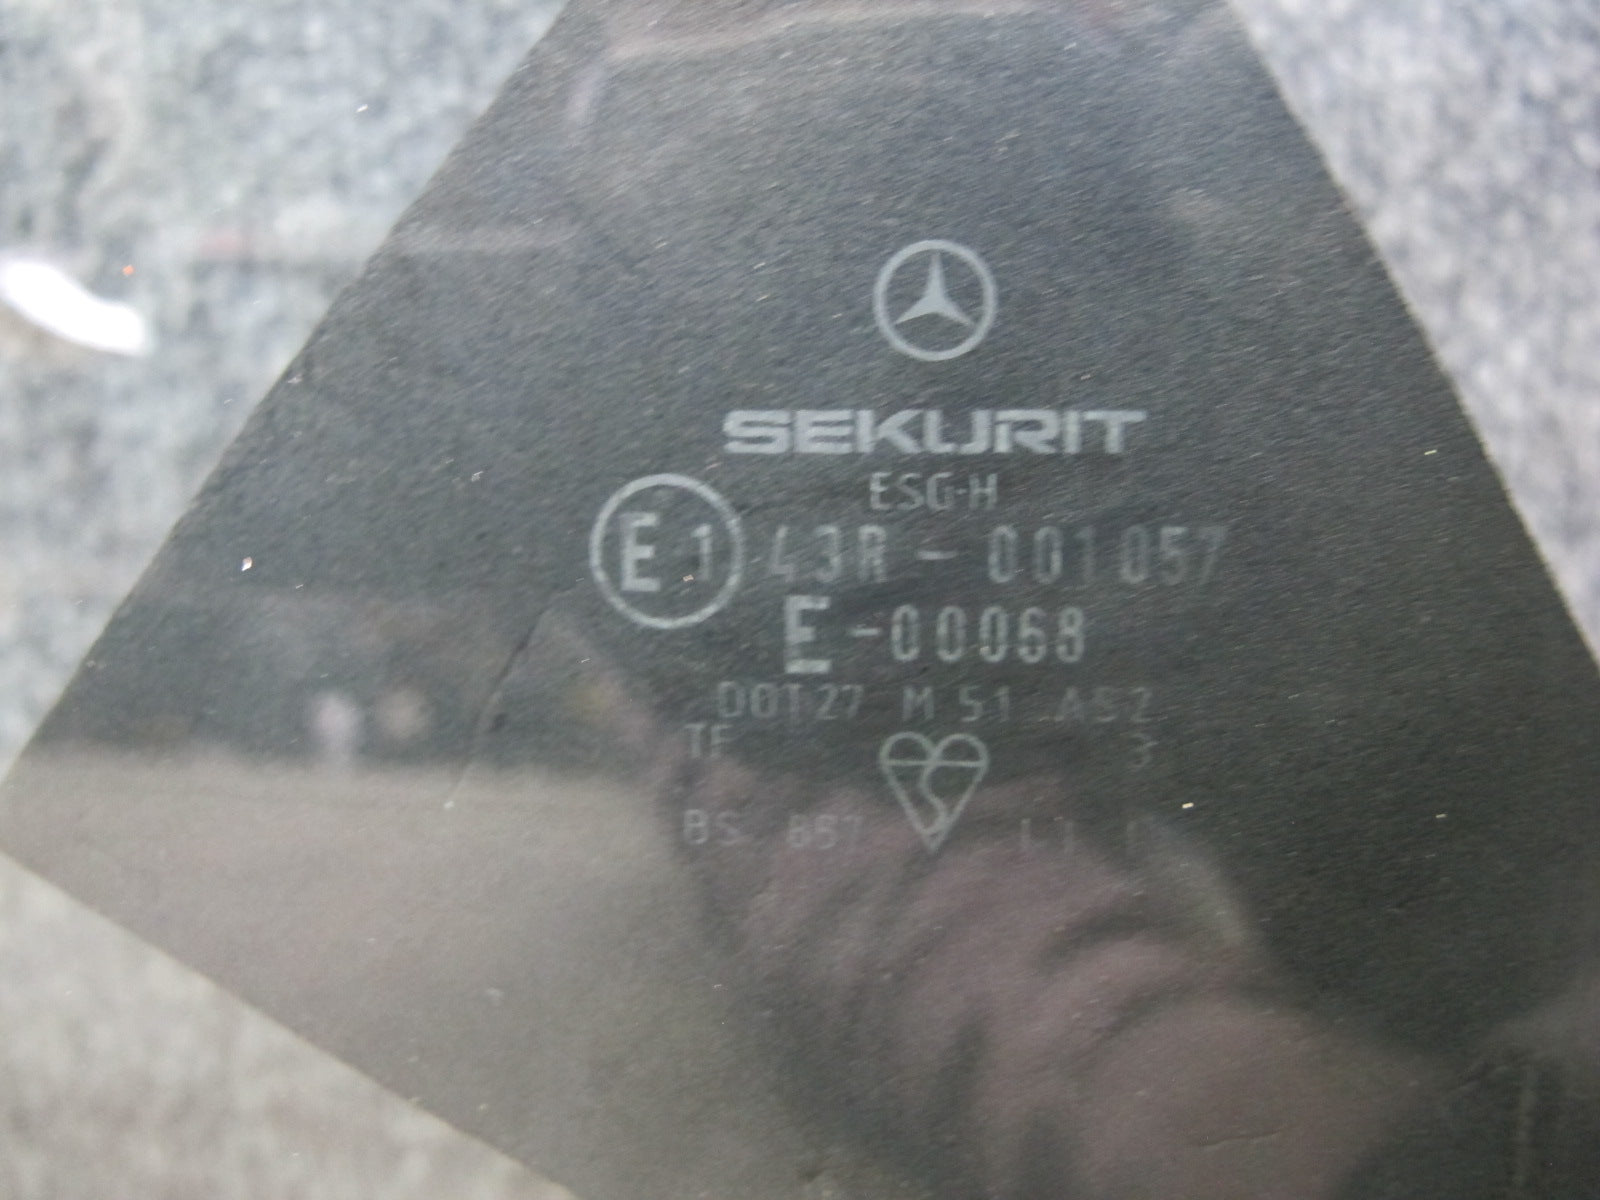 SEKURIT
ESG-H
E1 43R - 001057
E -00068
DOT27 M51 AS2
TF 3
BS 857